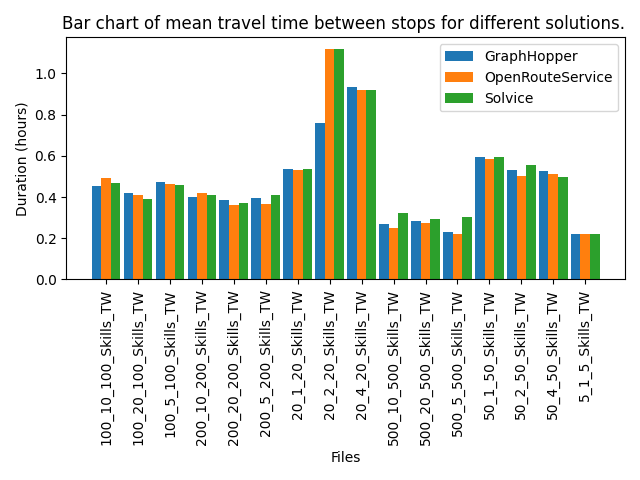 Bar chart of mean travel time between stops for different solutions.
GraphHopper
OpenRouteService
Solvice
Duration (hours)
1.0
0.8
0.6
0.4
0.2
0.0
100_10_100_Skills_TW
100_20_100_Skills_TW
100_5_100_Skills_TW
200_10_200_Skills_TW
200_20_200_Skills_TW
200_5_200_Skills_TW
20_1_20_Skills_TW
20_2_20_Skills_TW
20_4_20_Skills_TW
500_10_500_Skills_TW
500_20_500_Skills_TW
500_5_500_Skills_TW
50_1_50_Skills_TW
50_2_50_Skills_TW
50_4_50_Skills_TW
5_1_5_Skills_TW
Files